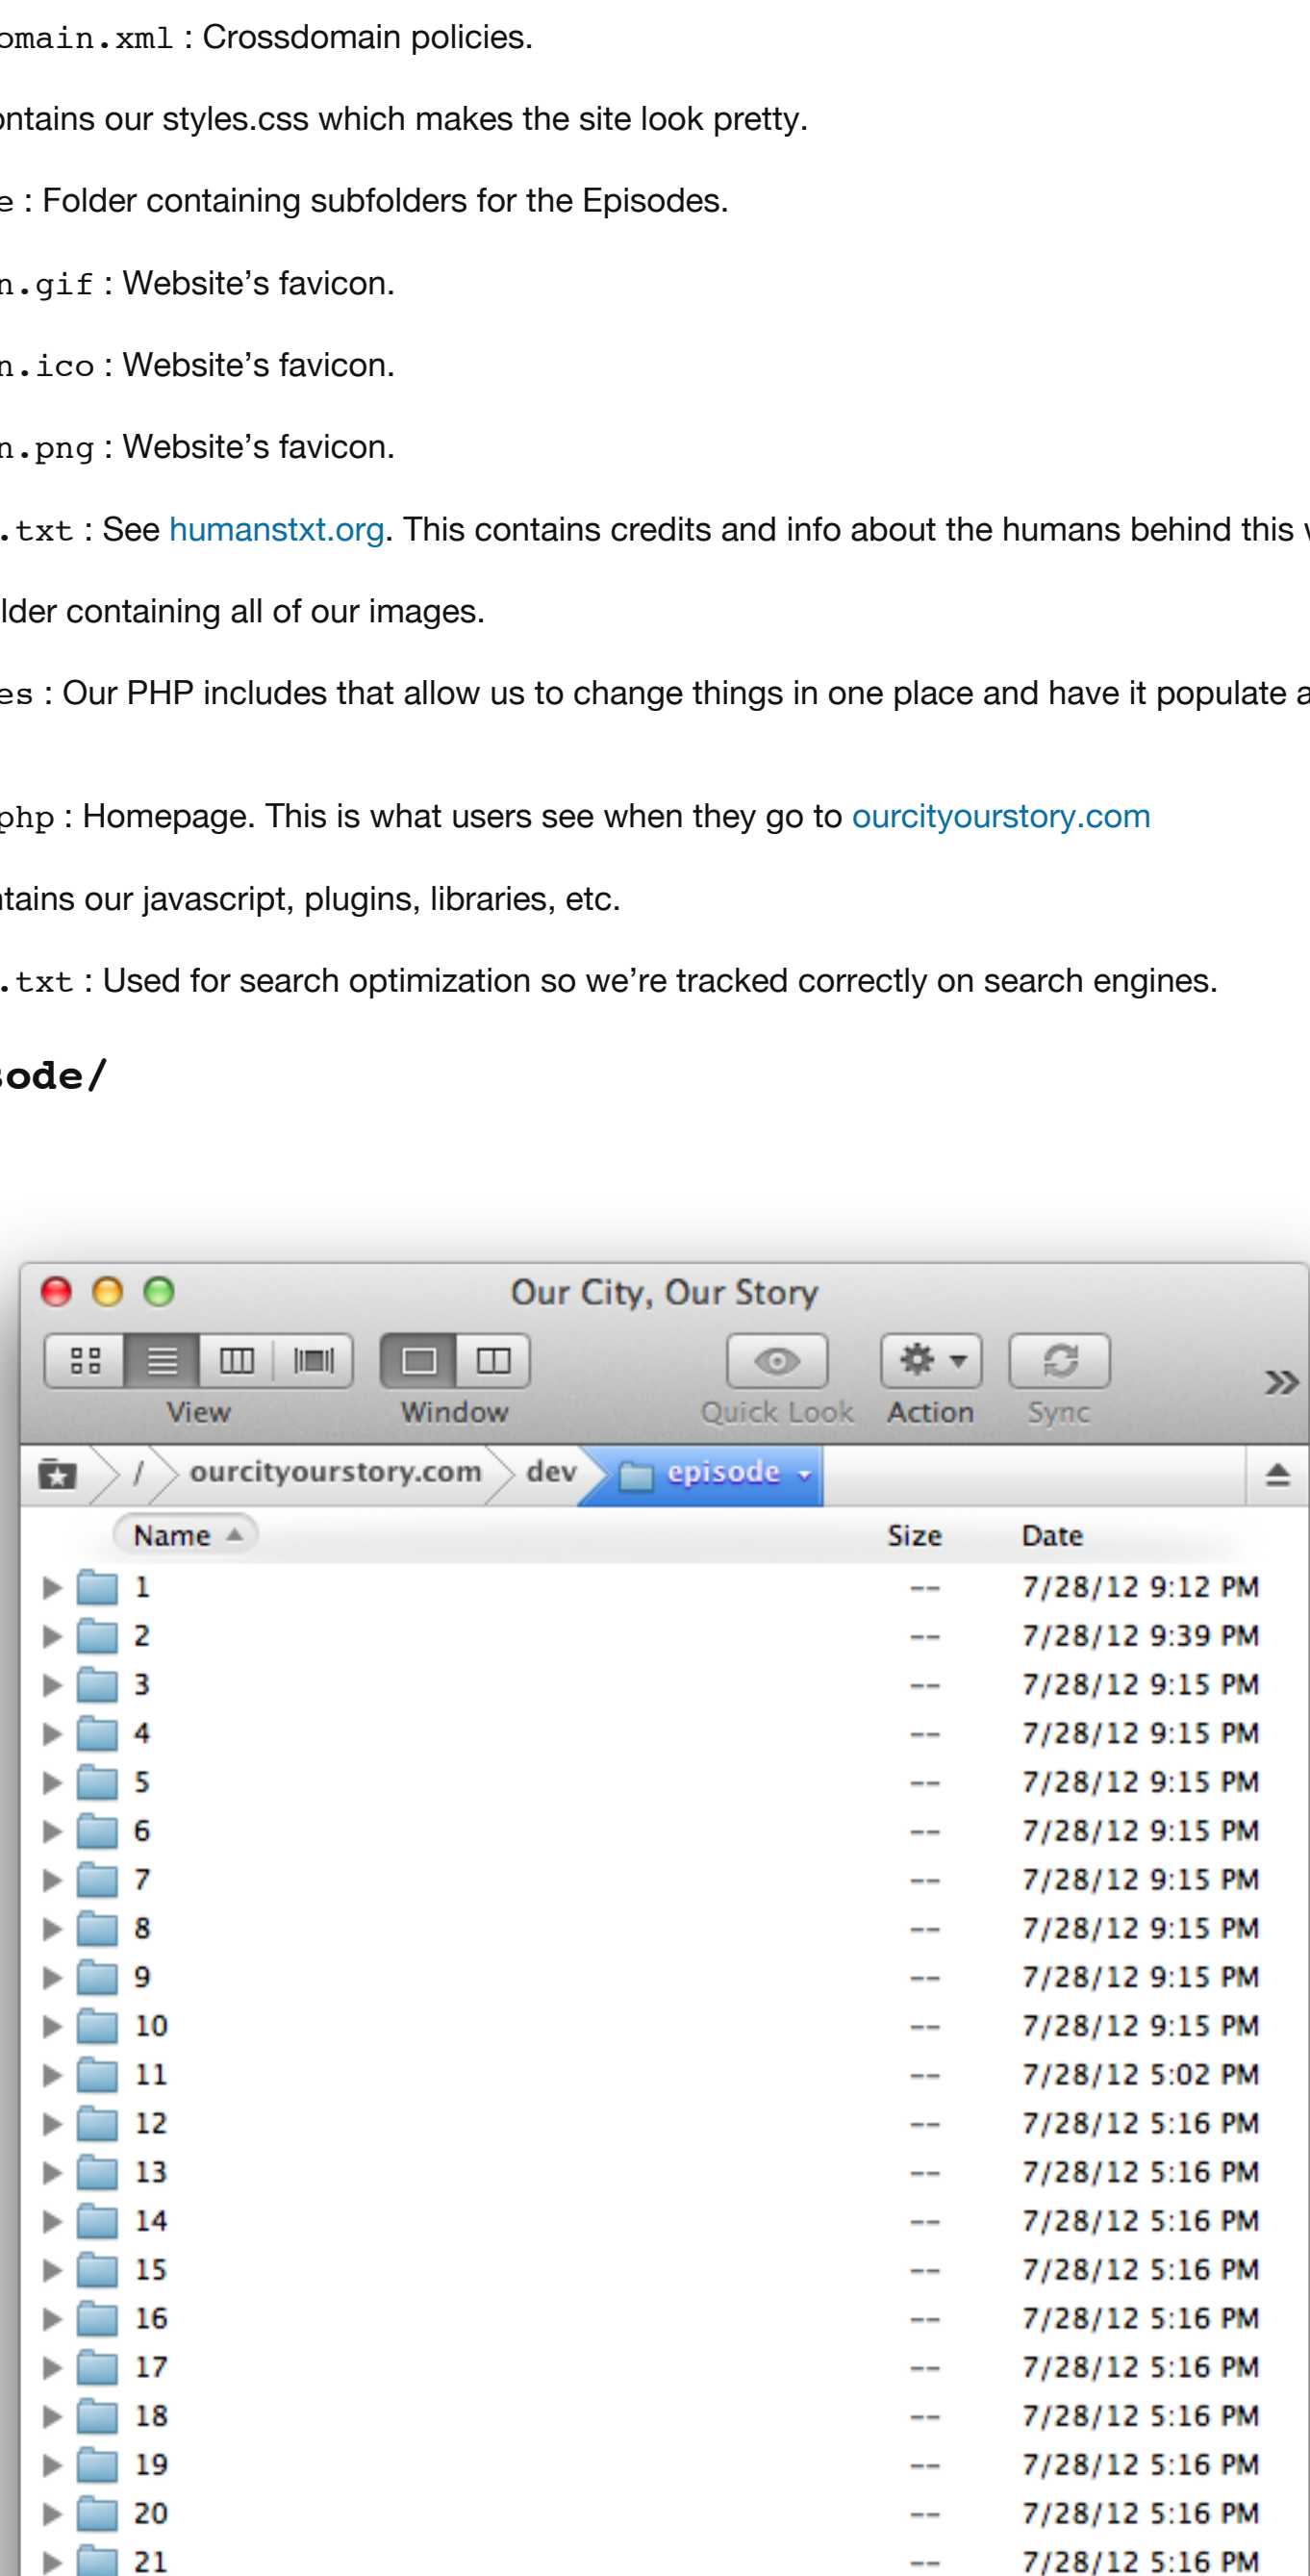 omain.xml : Crossdomain policies.
ontains our styles.css which makes the site look pretty.
e : Folder containing subfolders for the Episodes.
n.gif : Website’s favicon.
n.ico : Website’s favicon.
n.png : Website’s favicon.
.txt : See humanstxt.org. This contains credits and info about the humans behind this w
lder containing all of our images.
es : Our PHP includes that allow us to change things in one place and have it populate a
php : Homepage. This is what users see when they go to ourcityourstory.com
ntains our javascript, plugins, libraries, etc.
.txt : Used for search optimization so we’re tracked correctly on search engines.
sode/
Our City, Our Story
View Window Quick Look Action Sync
/ ourcityourstory.com dev episode
Name Size Date
1 -- 7/28/12 9:12 PM
2 -- 7/28/12 9:39 PM
3 -- 7/28/12 9:15 PM
4 -- 7/28/12 9:15 PM
5 -- 7/28/12 9:15 PM
6 -- 7/28/12 9:15 PM
7 -- 7/28/12 9:15 PM
8 -- 7/28/12 9:15 PM
9 -- 7/28/12 9:15 PM
10 -- 7/28/12 9:15 PM
11 -- 7/28/12 5:02 PM
12 -- 7/28/12 5:16 PM
13 -- 7/28/12 5:16 PM
14 -- 7/28/12 5:16 PM
15 -- 7/28/12 5:16 PM
16 -- 7/28/12 5:16 PM
17 -- 7/28/12 5:16 PM
18 -- 7/28/12 5:16 PM
19 -- 7/28/12 5:16 PM
20 -- 7/28/12 5:16 PM
21 -- 7/28/12 5:16 PM